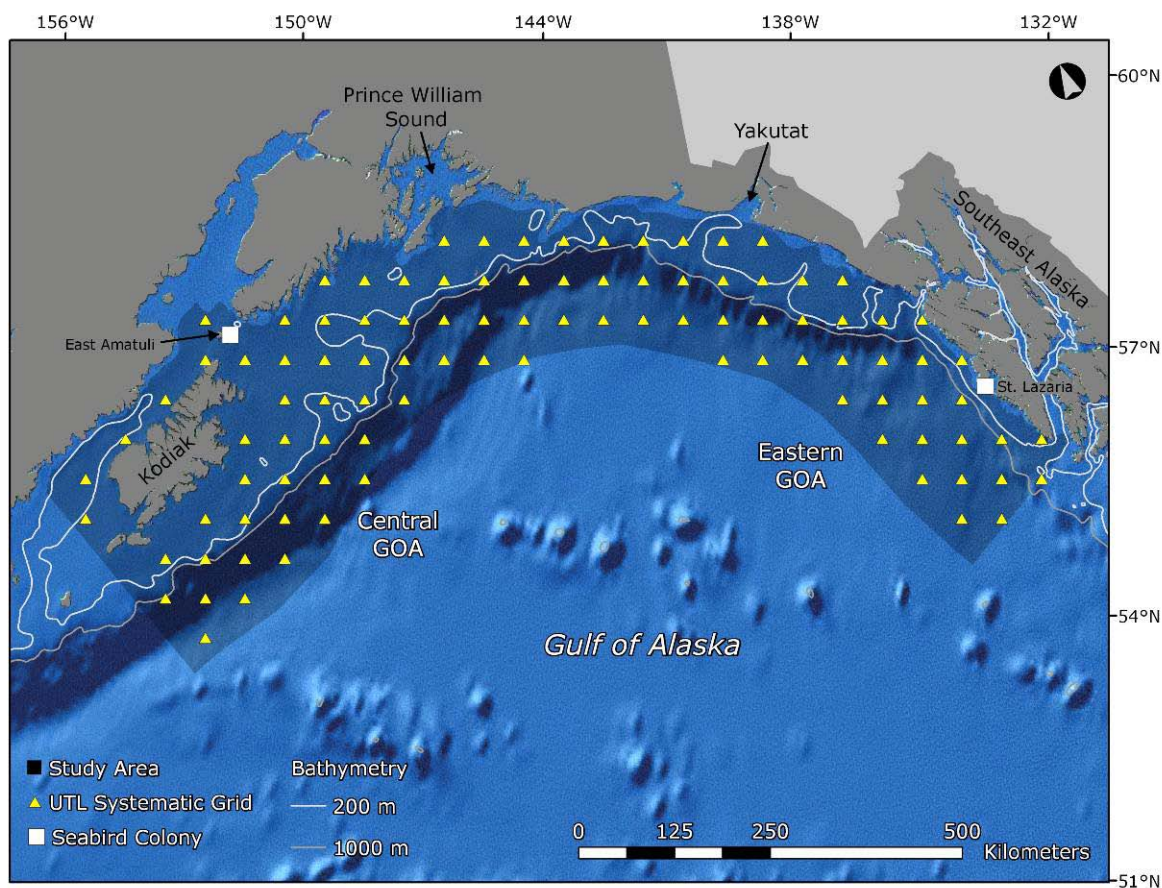 156°W
150°W
144°W
138°W
132°W
60°N
Prince William
Sound
Yakutat
Southeast Alaska
East Amatuli
57°N
St. Lazaria
Kodiak
Eastern
GOA
Central
GOA
54°N
Gulf of Alaska
Study Area
UTL Systematic Grid
Seabird Colony
Bathymetry
200 m
1000 m
0
125
250
500
Kilometers
51°N